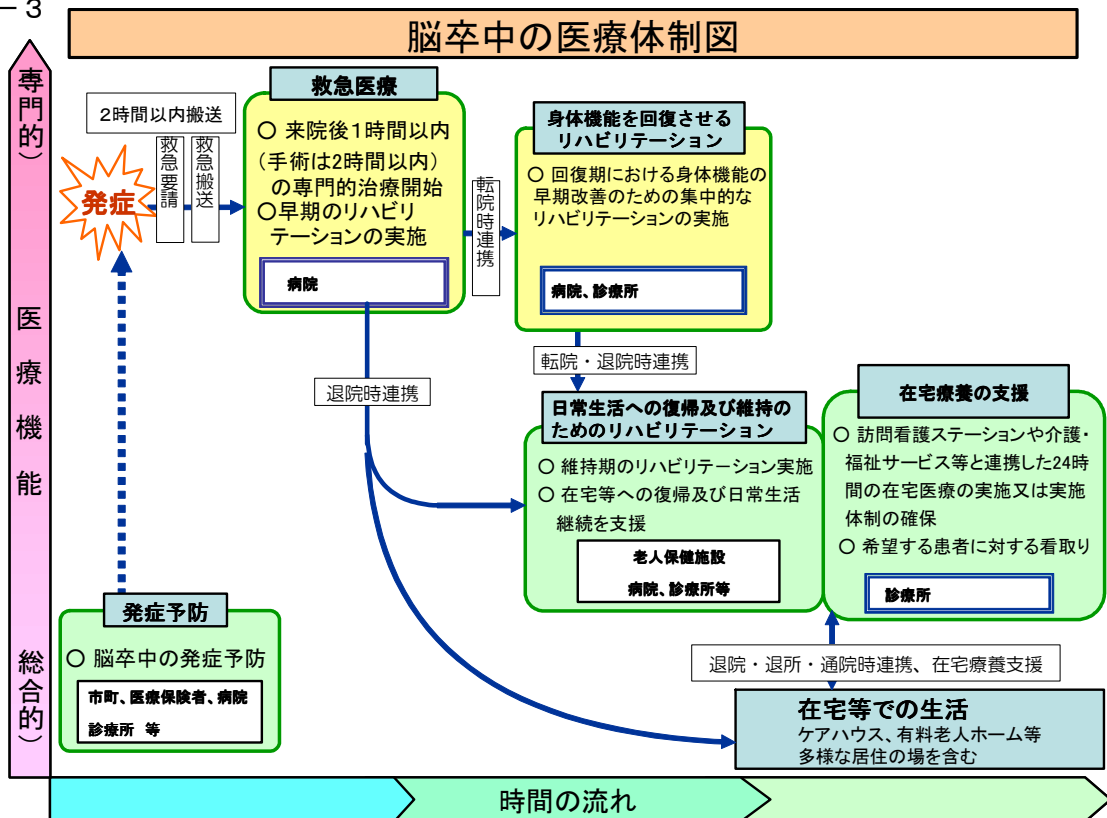 －３
脳卒中の医療体制図
専門的）
医療機能
（総合的
2時間以内搬送
救急要請
救急搬送
発症
救急医療
○ 来院後1時間以内
（手術は2時間以内）
の専門的治療開始
○早期のリハビリ
テーションの実施
病院
転院時連携
身体機能を回復させる
リハビリテーション
○ 回復期における身体機能の
早期改善のための集中的な
リハビリテーションの実施
病院、診療所
転院・退院時連携
退院時連携
日常生活への復帰及び維持の
ためのリハビリテーション
○ 維持期のリハビリテーション実施
○ 在宅等への復帰及び日常生活
継続を支援
老人保健施設
病院、診療所等
在宅療養の支援
○ 訪問看護ステーションや介護・
福祉サービス等と連携した24時
間の在宅医療の実施又は実施
体制の確保
○ 希望する患者に対する看取り
診療所
発症予防
○ 脳卒中の発症予防
市町、医療保険者、病院
診療所 等
退院・退所・通院時連携、在宅療養支援
在宅等での生活
ケアハウス、有料老人ホーム等
多様な居住の場を含む
時間の流れ